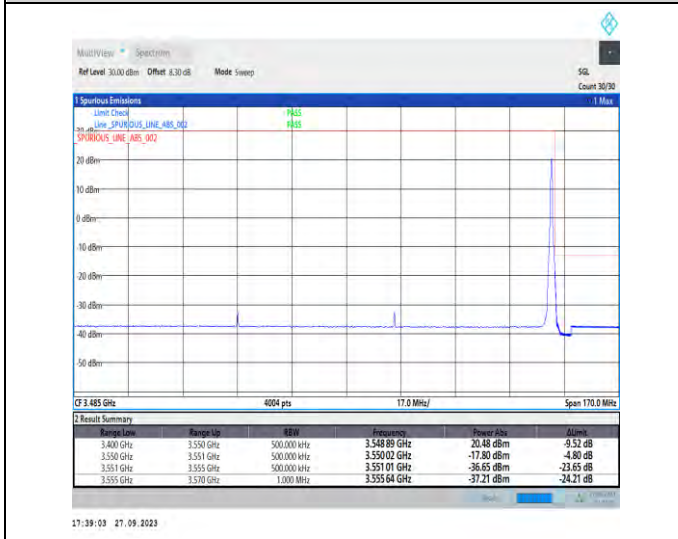 MultiView Spectrum
Ref Level 30.00 dBm Offset 8.30 dB Mode Sweep SGL
Count 30/30
1 Spurious Emissions 1 Max
Limit Check PASS
Line _SPURIOUS_LINE_ABS_002 PASS
SPURIOUS_LINE_ABS_002
20 dBm
10 dBm
0 dBm
-10 dBm
-20 dBm
-30 dBm
-40 dBm
-50 dBm
CF 3.485 GHz 4004 pts 17.0 MHz/ Span 170.0 MHz
2 Result Summary
Range Low Range Up RBW Frequency Power Abs ΔLimit
3.400 GHz 3.550 GHz 500.000 kHz 3.548 89 GHz 20.48 dBm -9.52 dB
3.550 GHz 3.551 GHz 500.000 kHz 3.550 02 GHz -17.80 dBm -4.80 dB
3.551 GHz 3.555 GHz 500.000 kHz 3.551 01 GHz -36.65 dBm -23.65 dB
3.555 GHz 3.570 GHz 1.000 MHz 3.555 64 GHz -37.21 dBm -24.21 dB
17:39:03 27.09.2023